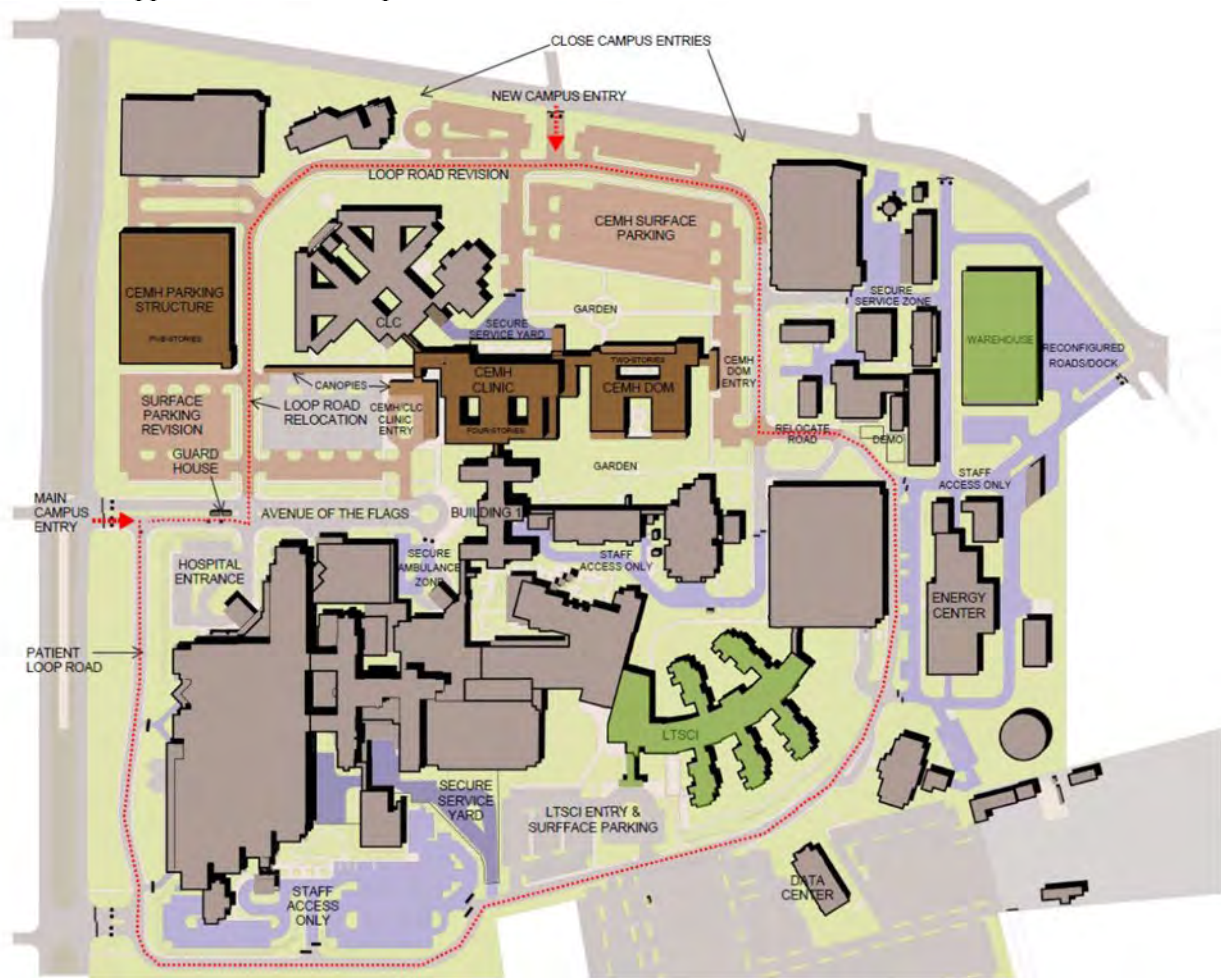 CLOSE CAMPUS ENTRIES
NEW CAMPUS ENTRY
LOOP ROAD REVISION
CEMH SURFACE
PARKING
CEMH PARKING
STRUCTURE
FIVE-STORIES
CLC
SECURE
SERVICE YARD
GARDEN
SECURE
SERVICE ZONE
WAREHOUSE
RECONFIGURED
ROADS/DOCK
CANOPIES
CEMH
CLINIC
FOUR-STORIES
TWO-STORIES
CEMH DOM
CEMH
DOM
ENTRY
SURFACE
PARKING
REVISION
LOOP ROAD
RELOCATION
CEMH/CLC
CLINIC
ENTRY
RELOCATE
ROAD
DEMO
GUARD
HOUSE
GARDEN
STAFF
ACCESS ONLY
MAIN
CAMPUS
ENTRY
AVENUE OF THE FLAGS
BUILDING 1
HOSPITAL
ENTRANCE
SECURE
AMBULANCE
ZONE
STAFF
ACCESS ONLY
ENERGY
CENTER
PATIENT
LOOP ROAD
LTSCI
SECURE
SERVICE
YARD
LTSCI ENTRY &
SURFFACE PARKING
STAFF
ACCESS
ONLY
DATA
CENTER